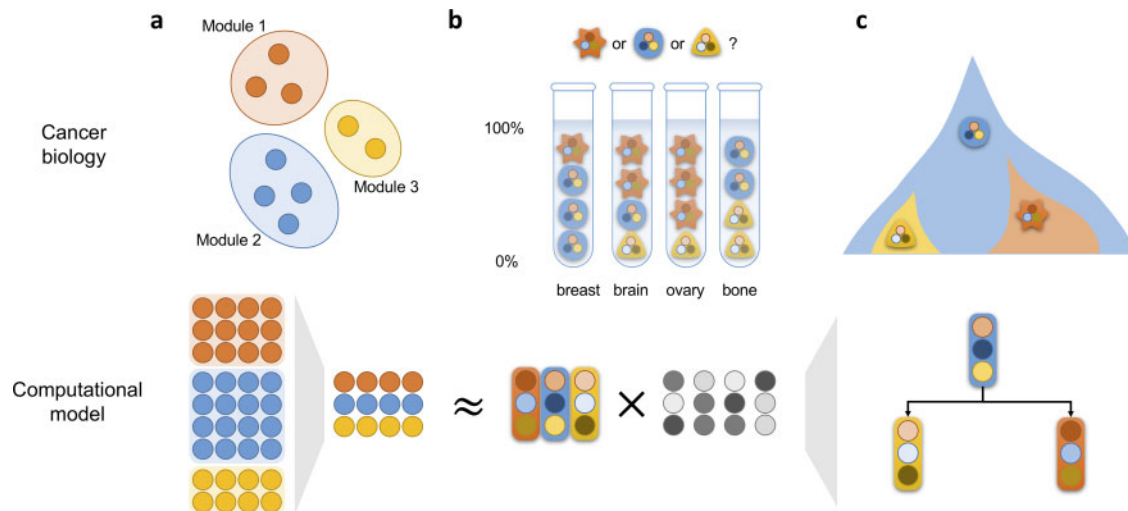 a
b
c
Module 1
or or ?
Cancer
biology
100%
Module 3
Module 2
0%
breast brain ovary bone
Computational
model
≈ ×